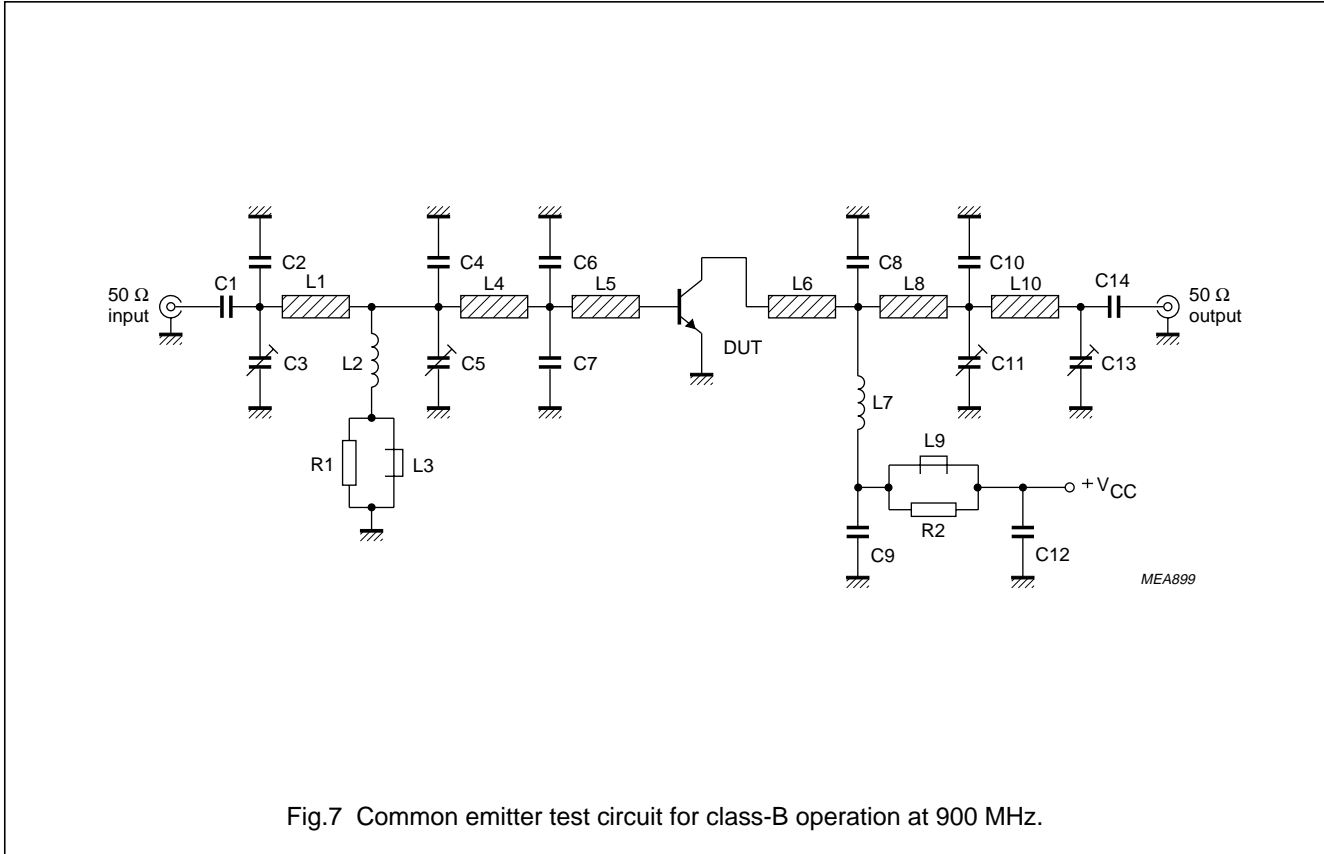 C2
C4
C6
C8
C10
C1
L1
L4
L5
L6
L8
L10
C14
50 Ω
input
50 Ω
output
C3
L2
C5
C7
DUT
C11
C13
L7
R1
L3
L9
+VCC
R2
C9
C12
MEA899
Fig.7 Common emitter test circuit for class-B operation at 900 MHz.